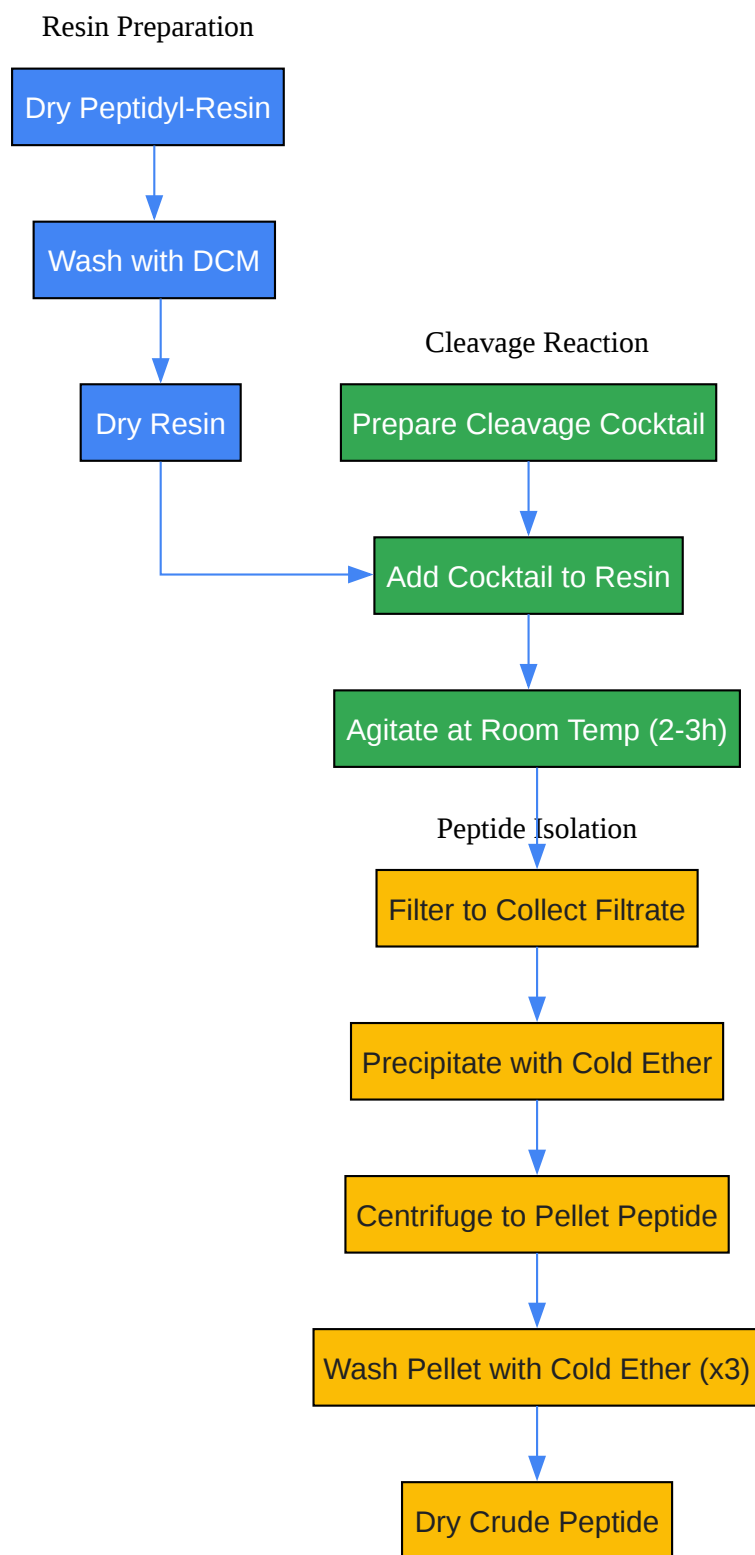 Resin Preparation
Dry Peptidyl-Resin
Wash with DCM
Dry Resin
Cleavage Reaction
Prepare Cleavage Cocktail
Add Cocktail to Resin
Agitate at Room Temp (2-3h)
Peptide Isolation
Filter to Collect Filtrate
Precipitate with Cold Ether
Centrifuge to Pellet Peptide
Wash Pellet with Cold Ether (x3)
Dry Crude Peptide